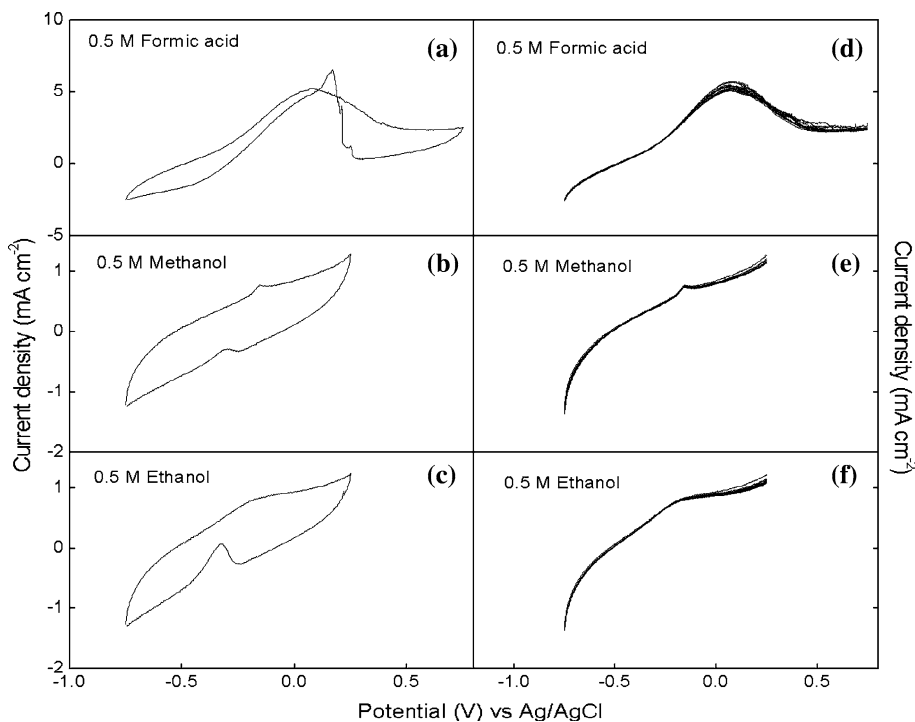 10
5
0
-5
1
0
-1
-2
1
0
-1
-2
0.5 M Formic acid
(a)
0.5 M Formic acid
(d)
0.5 M Methanol
(b)
0.5 M Methanol
(e)
0.5 M Ethanol
(c)
0.5 M Ethanol
(f)
Current density (mA cm-2)
Current density (mA cm-2)
-1.0 -0.5 0.0 0.5 -1.0 -0.5 0.0 0.5
Potential (V) vs Ag/AgCl